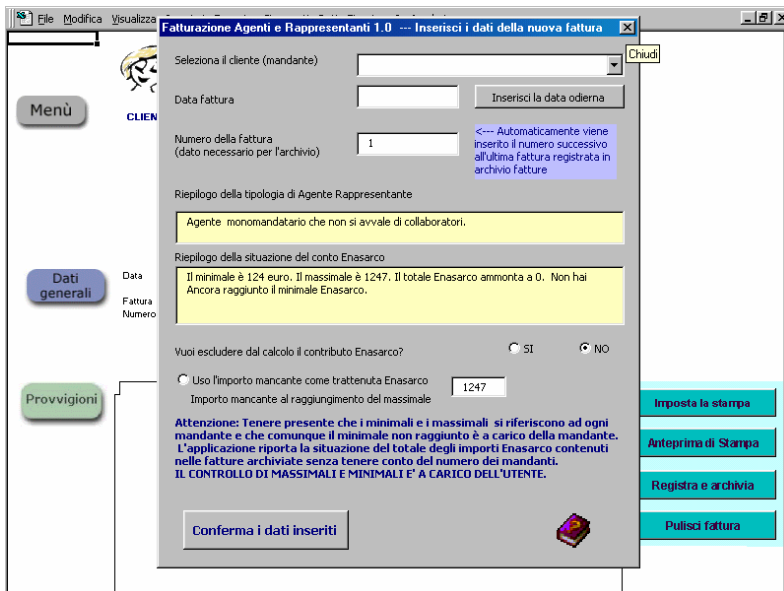 File Modifica Visualizza
Fatturazione Agenti e Rappresentanti 1.0 --- Inserisci i dati della nuova fattura
Chiudi
Seleziona il cliente (mandante)
Menù
CLIEN
Data fattura
Inserisci la data odierna
Numero della fattura
(dato necessario per l'archivio)
1
<--- Automaticamente viene
inserito il numero successivo
all'ultima fattura registrata in
archivio fatture
Riepilogo della tipologia di Agente Rappresentante
Agente monomandatario che non si avvale di collaboratori.
Riepilogo della situazione del conto Enasarco
Il minimale è 124 euro. Il massimale è 1247. Il totale Enasarco ammonta a 0. Non hai
Ancora raggiunto il minimale Enasarco.
Dati
generali
Data
Fattura
Numero
Vuoi escludere dal calcolo il contributo Enasarco?
SI
NO
Uso l'importo mancante come trattenuta Enasarco
Importo mancante al raggiungimento del massimale
1247
Provvigioni
Attenzione: Tenere presente che i minimali e i massimali si riferiscono ad ogni
mandante e che comunque il minimale non raggiunto è a carico della mandante.
L'applicazione riporta la situazione del totale degli importi Enasarco contenuti
nelle fatture archiviate senza tenere conto del numero dei mandanti.
IL CONTROLLO DI MASSIMALI E MINIMALI E' A CARICO DELL'UTENTE.
Imposta la stampa
Anteprima di Stampa
Registra e archivia
Pulisci fattura
Conferma i dati inseriti